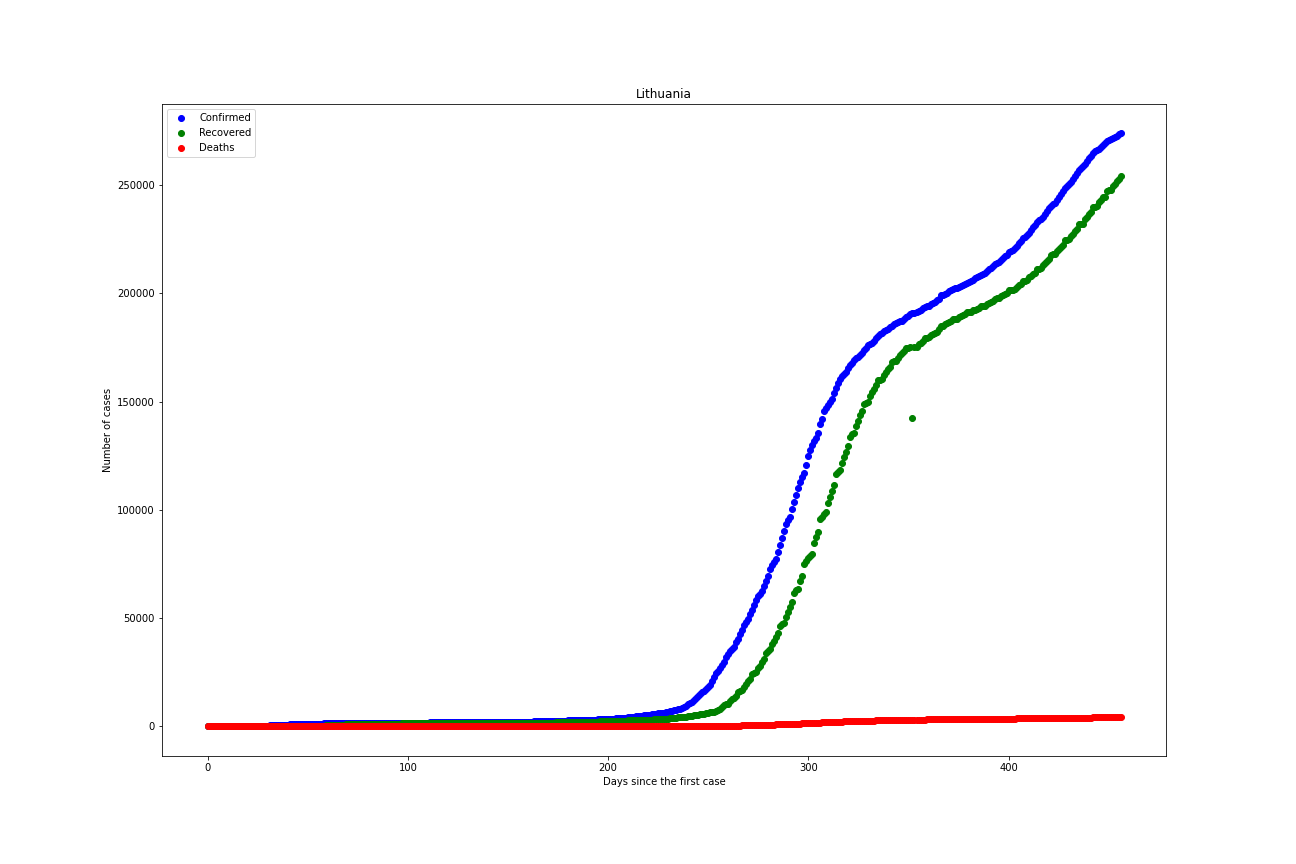 Lithuania
Confirmed
Recovered
Deaths
250000
200000
150000
100000
50000
0
Number of cases
0 100 200 300 400
Days since the first case